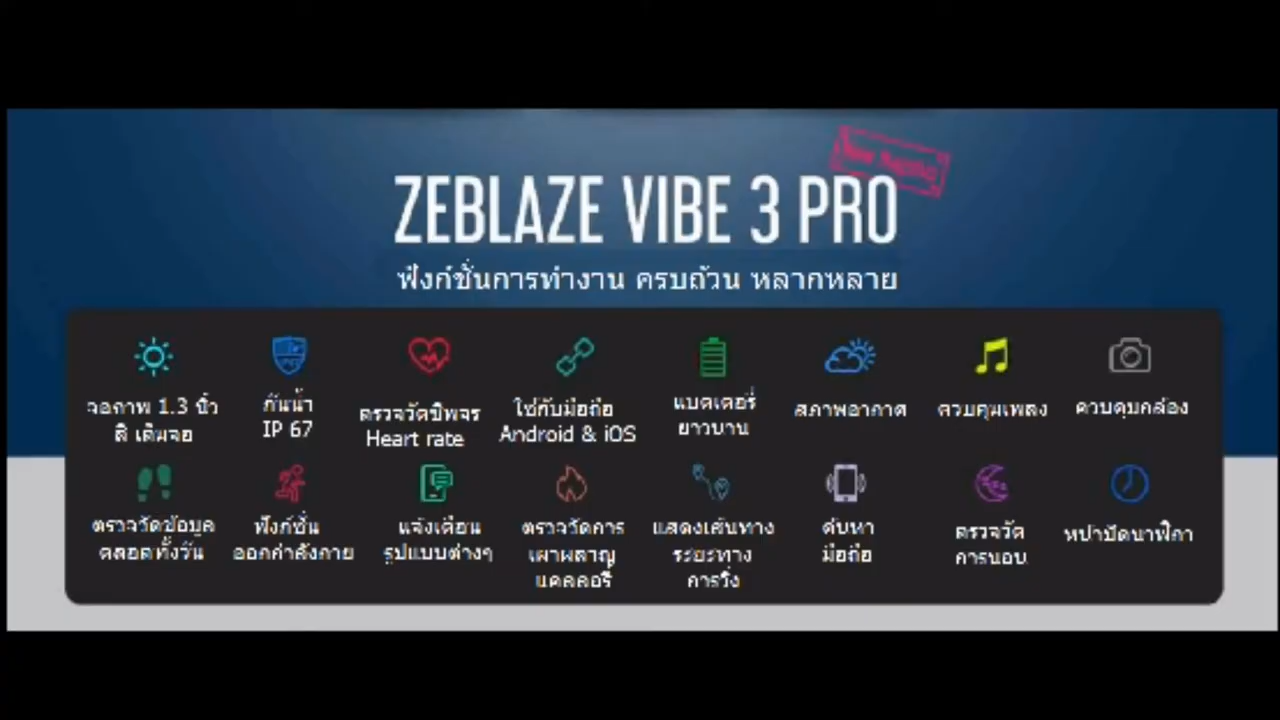 ZEBLAZE VIBE 3 PRO
ฟังก์ชั่นการทำงาน ครบถ้วน หลากหลาย
จอภาพ 1.3 นิ้ว
สี เต็มจอ
กันน้ำ
IP 67
ตรวจวัดชีพจร
Heart rate
ใช้กับมือถือ
Android & iOS
แบตเตอรี่
ยาวนาน
สภาพอากาศ
ควบคุมเพลง
ควบคุมกล้อง
ตรวจวัดข้อมูล
ตลอดทั้งวัน
ฟังก์ชั่น
ออกกำลังกาย
แจ้งเตือน
รูปแบบต่างๆ
ตรวจวัดการ
เผาผลาญ
แคลลอรี่
แสดงเส้นทาง
ระยะทาง
การวิ่ง
ค้นหา
มือถือ
ตรวจวัด
การนอน
หน้าปัดนาฬิกา